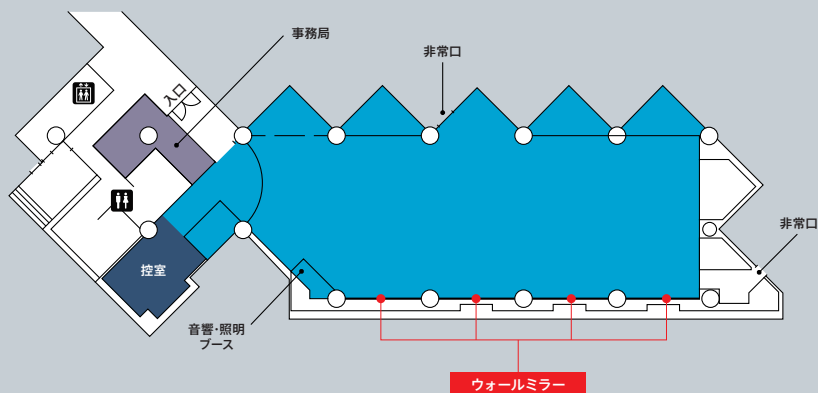 事務局
非常口
入口
非常口
控室
音響・照明
ブース
ウォールミラー